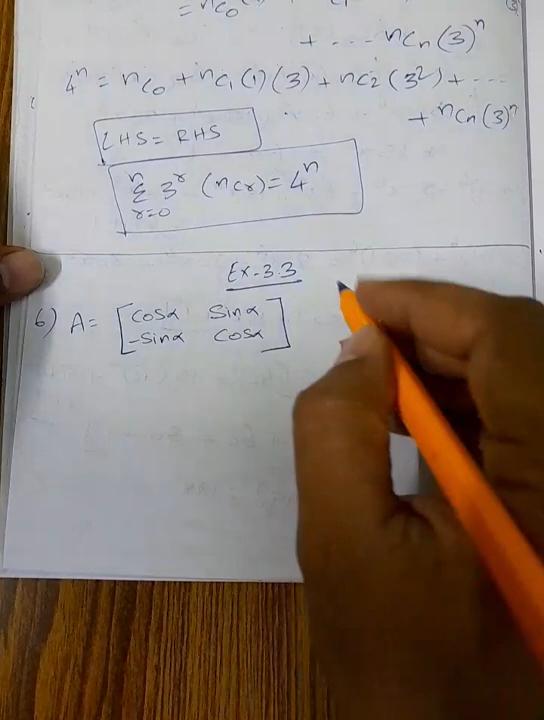 = nC0
+ ... nCn (3)^n
4^n = nC0 + nC1 (1) (3) + nC2 (3^2) + ...
+ nCn (3)^n
LHS = RHS
n
Σ 3^r (nCr) = 4^n
r=0
Ex-3.3
6) A = [cosα sinα
-sinα cosα]